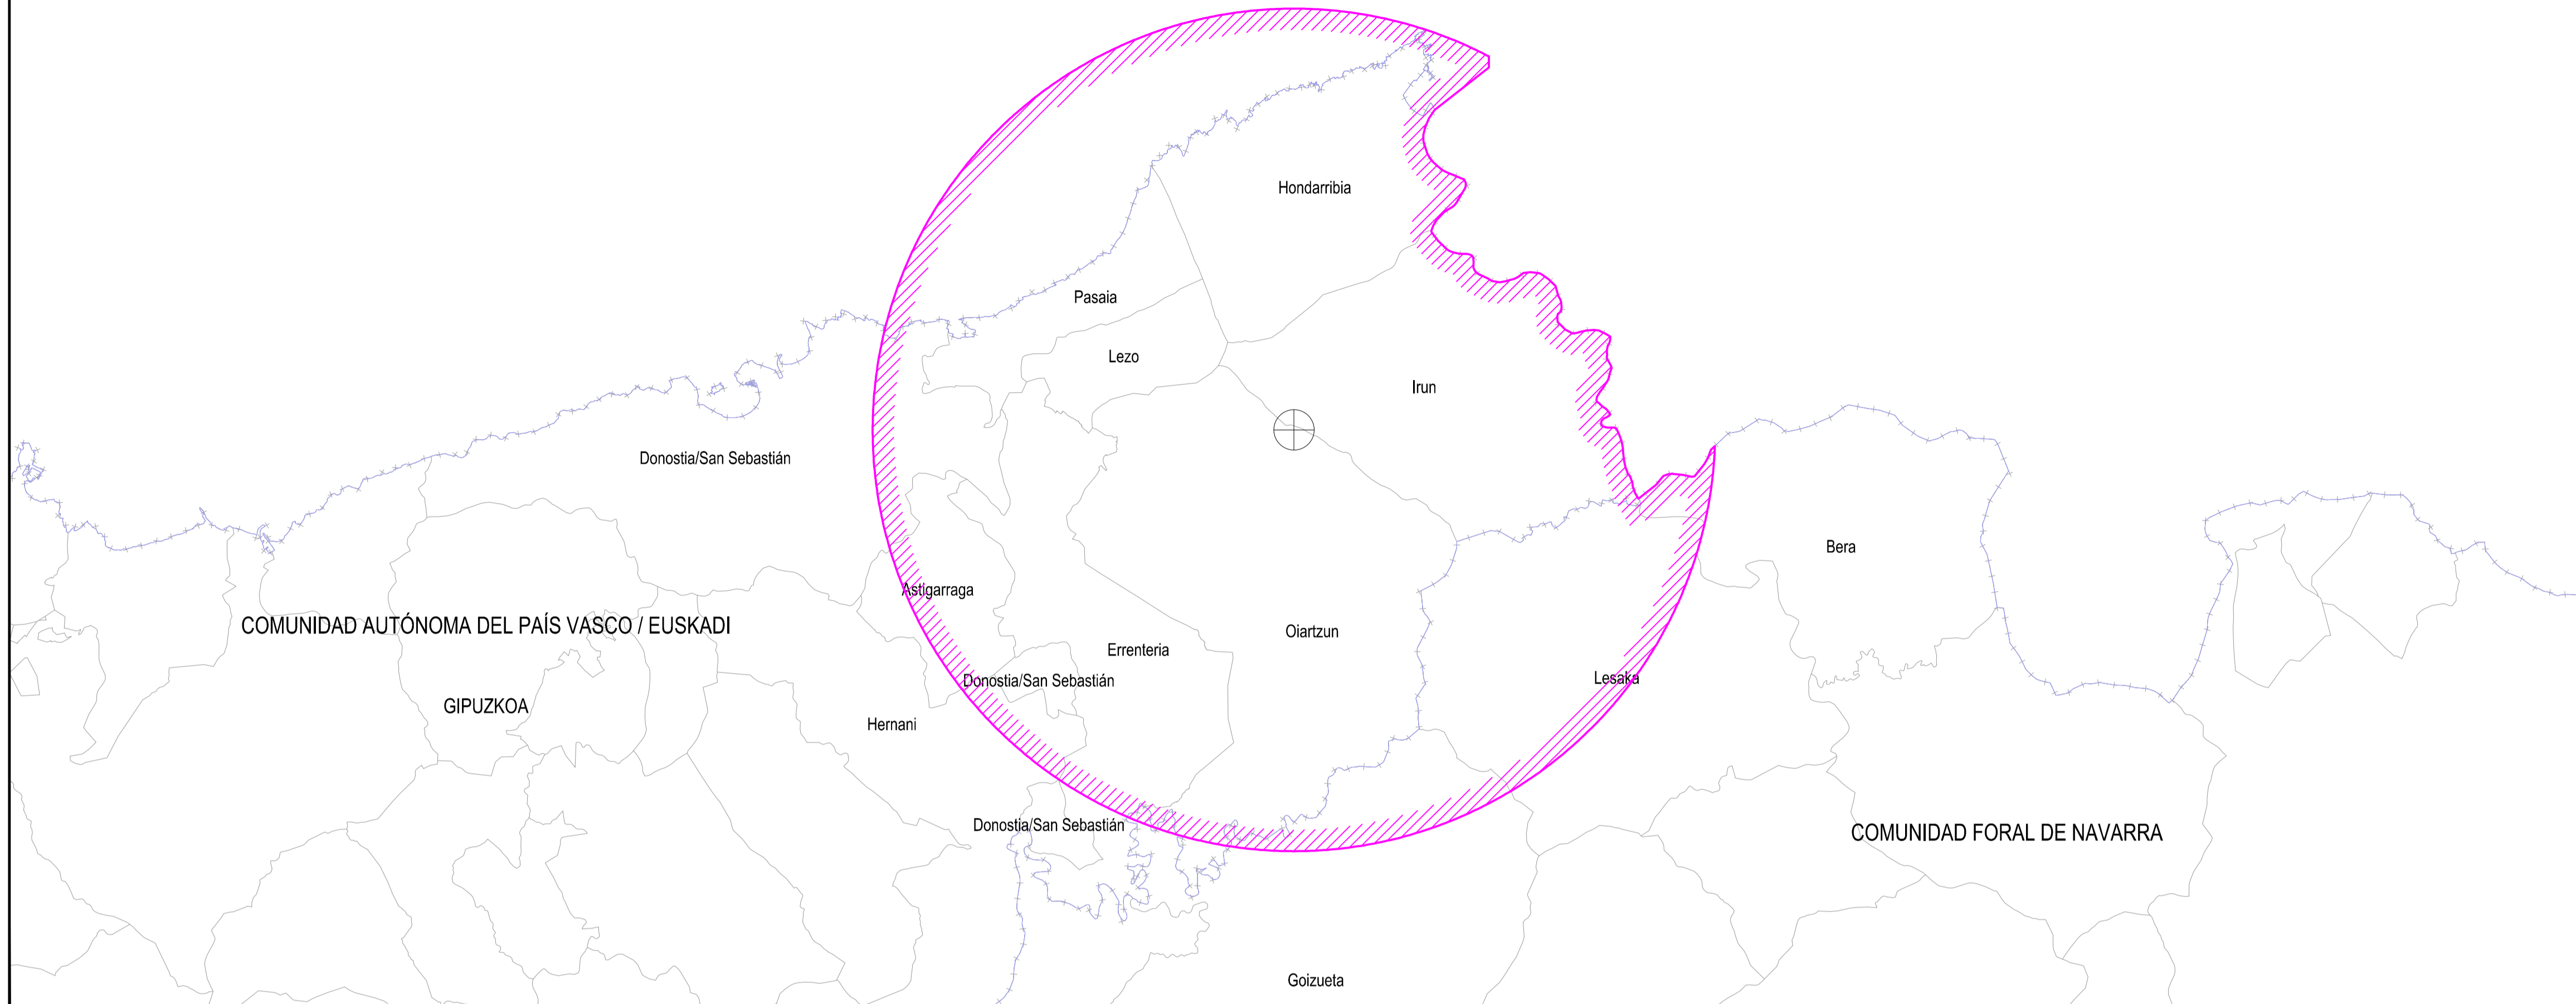 Hondarribia
Pasaia
Lezo
Irun
Donostia/San Sebastián
Bera
Astigarraga
COMUNIDAD AUTÓNOMA DEL PAÍS VASCO / EUSKADI
Oiartzun
Errenteria
Lesaka
Donostia/San Sebastián
GIPUZKOA
Hernani
Donostia/San Sebastián
COMUNIDAD FORAL DE NAVARRA
Goizueta